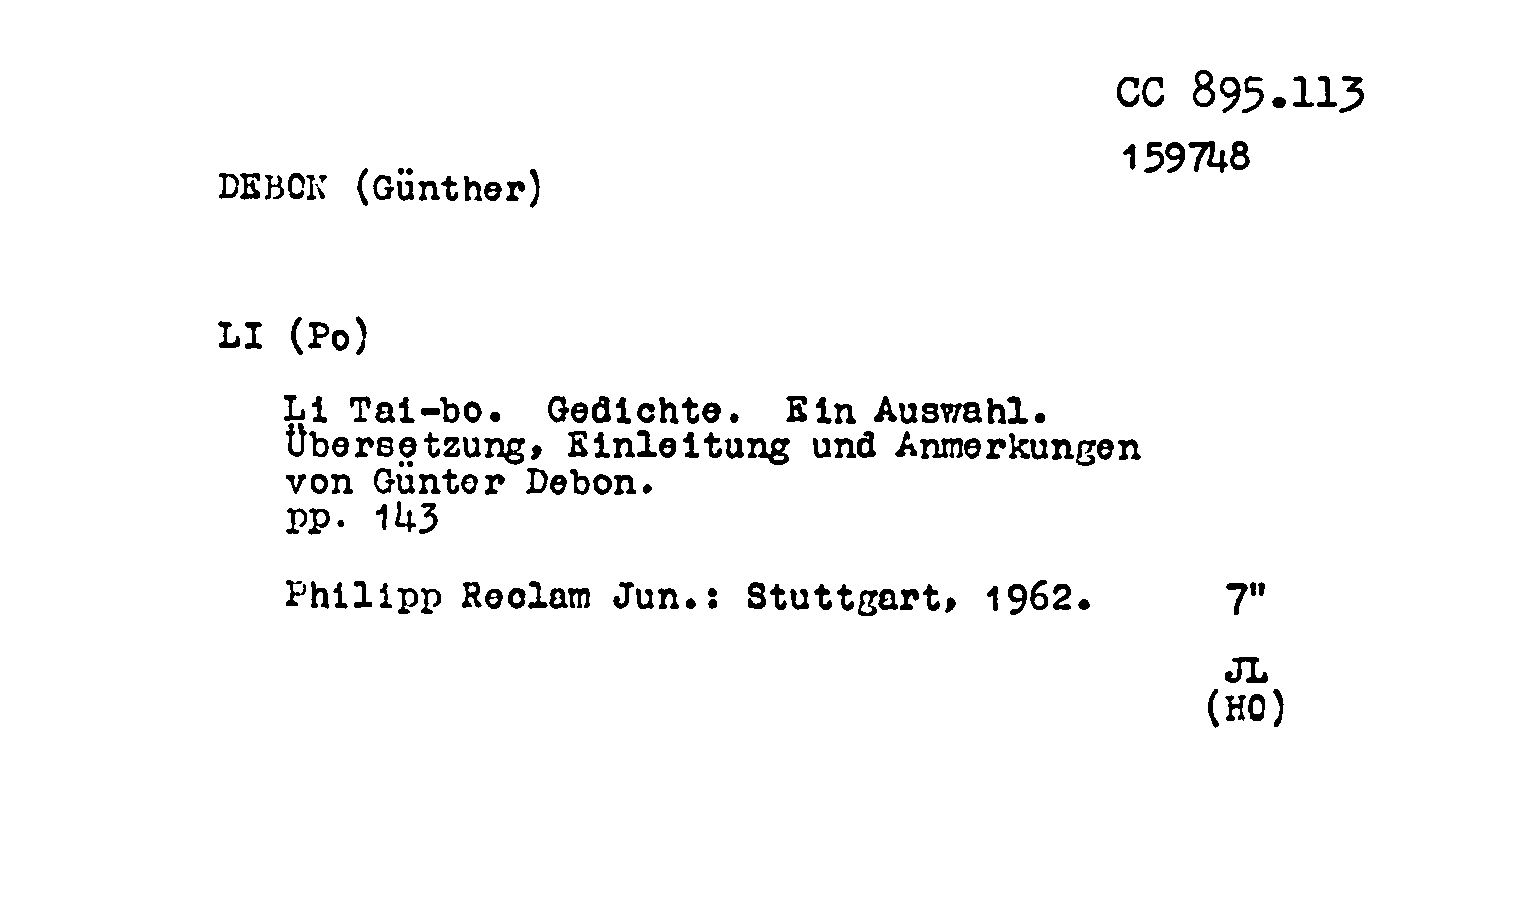 CC 895.113
159748
DEBON (Günther)
LI (Po)
Li Tai-bo. Gedichte. Ein Auswahl.
Übersetzung, Einleitung und Anmerkungen
von Günter Debon.
pp. 143
Philipp Reclam Jun.: Stuttgart, 1962. 7"
JL
(HO)